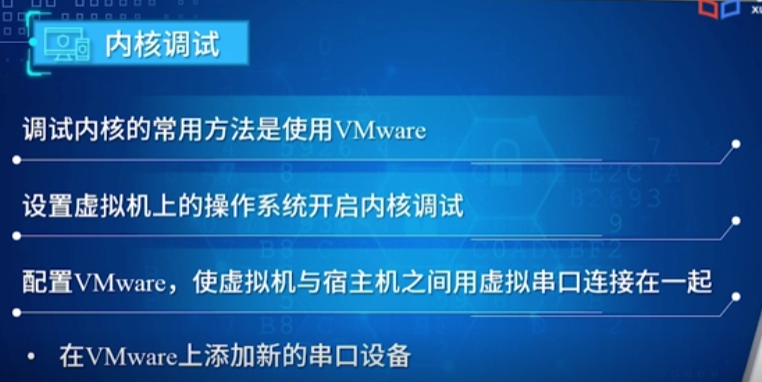 内核调试
调试内核的常用方法是使用VMware
设置虚拟机上的操作系统开启内核调试
配置VMware，使虚拟机与宿主机之间用虚拟串口连接在一起
• 在VMware上添加新的串口设备